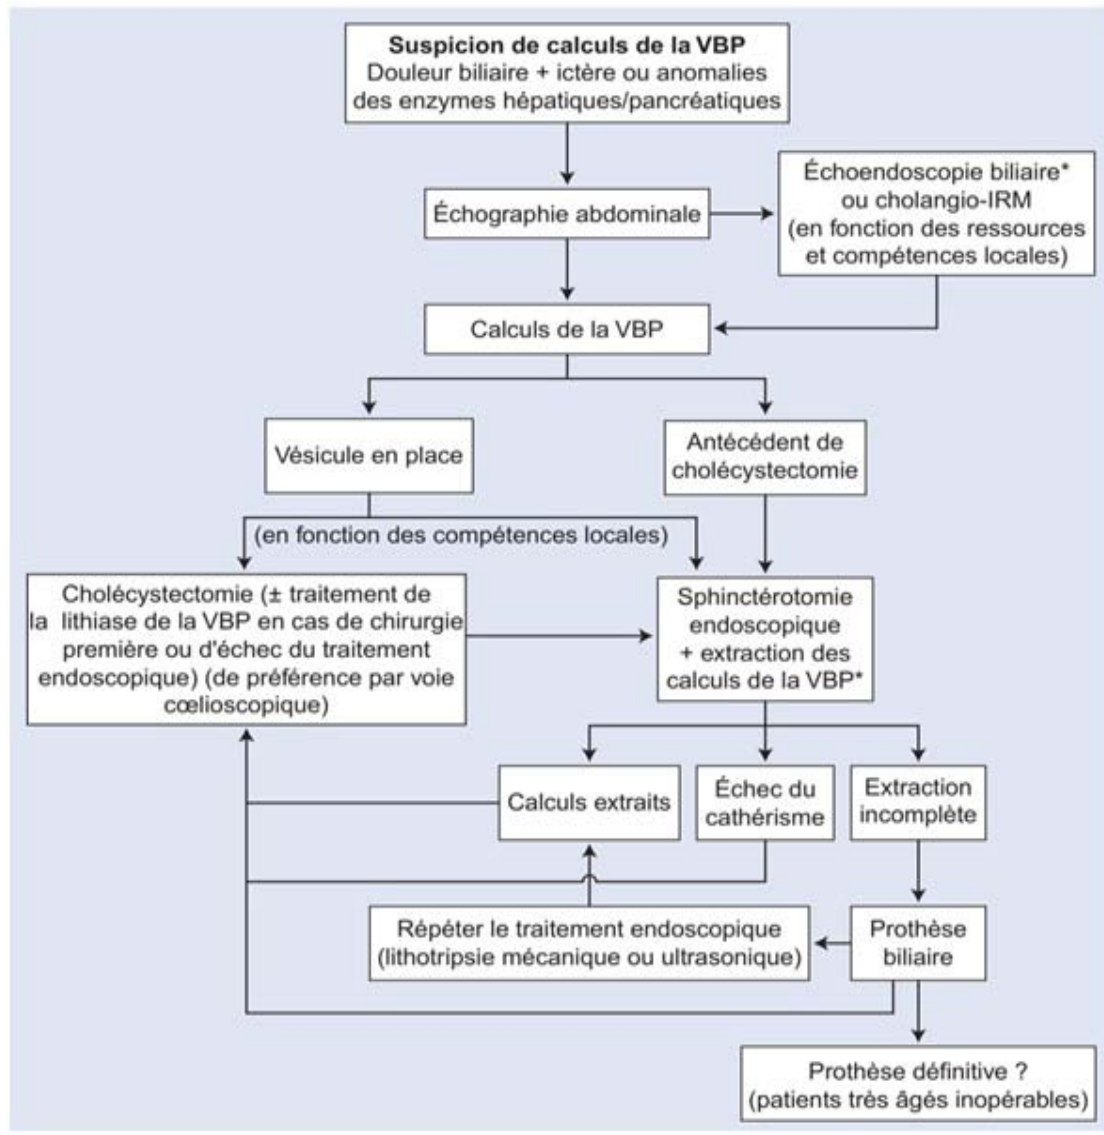 Suspicion de calculs de la VBP
Douleur biliaire + ictère ou anomalies
des enzymes hépatiques/pancréatiques
Échographie abdominale
Échoendoscopie biliaire*
ou cholangio-IRM
(en fonction des ressources
et compétences locales)
Calculs de la VBP
Vésicule en place
Antécédent de
cholécystectomie
(en fonction des compétences locales)
Cholécystectomie (± traitement de
la lithiase de la VBP en cas de chirurgie
première ou d'échec du traitement
endoscopique) (de préférence par voie
cœlioscopique)
Sphinctérotomie
endoscopique
+ extraction des
calculs de la VBP*
Calculs extraits
Échec du
cathérisme
Extraction
incomplète
Répéter le traitement endoscopique
(lithotripsie mécanique ou ultrasonique)
Prothèse
biliaire
Prothèse définitive ?
(patients très âgés inopérables)